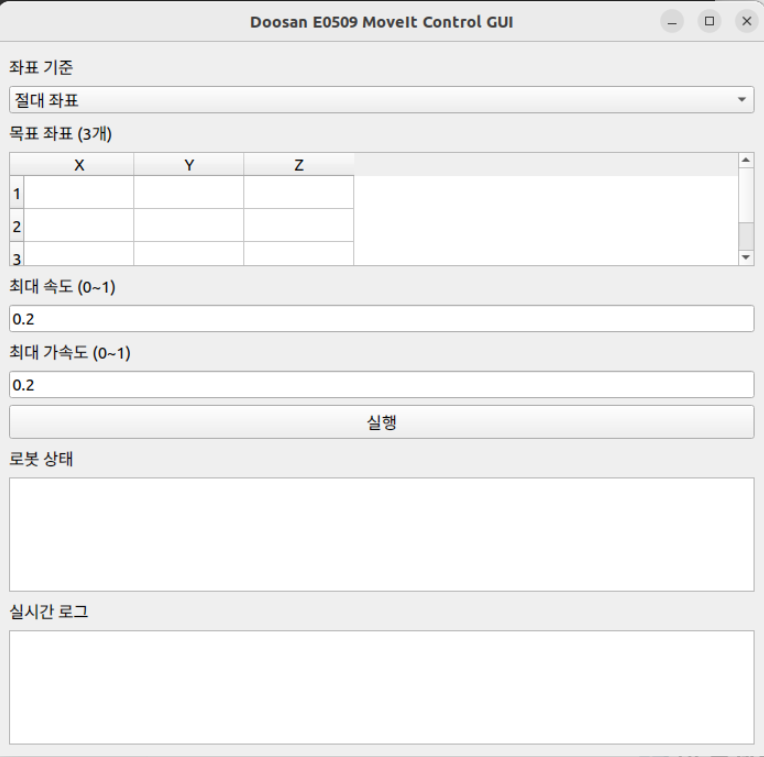 Doosan E0509 MoveIt Control GUI
좌표 기준
절대 좌표
목표 좌표 (3개)
X Y Z
1
2
3
최대 속도 (0~1)
0.2
최대 가속도 (0~1)
0.2
실행
로봇 상태
실시간 로그